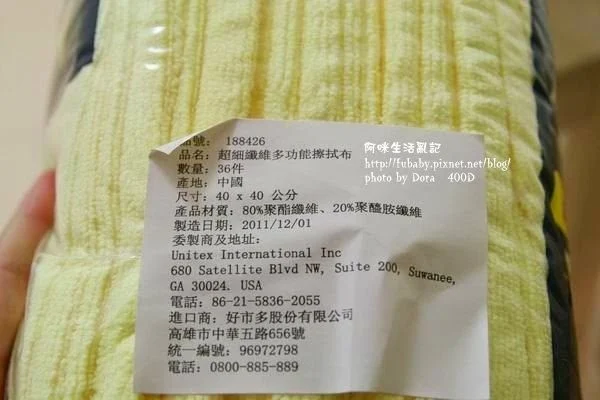 阿咪生活亂記
http://fubaby.pixnet.net/blog/
photo by Dora 400D
品號: 188426
品名: 超細纖維多功能擦拭布
數量: 36件
產地: 中國
尺寸: 40 x 40 公分
產品材質: 80%聚酯纖維、20%聚醯胺纖維
製造日期: 2011/12/01
委製商及地址:
Unitex International Inc
680 Satellite Blvd NW, Suite 200, Suwanee,
GA 30024. USA
電話: 86-21-5836-2055
進口商: 好市多股份有限公司
高雄市中華五路656號
統一編號: 96972798
電話: 0800-885-889